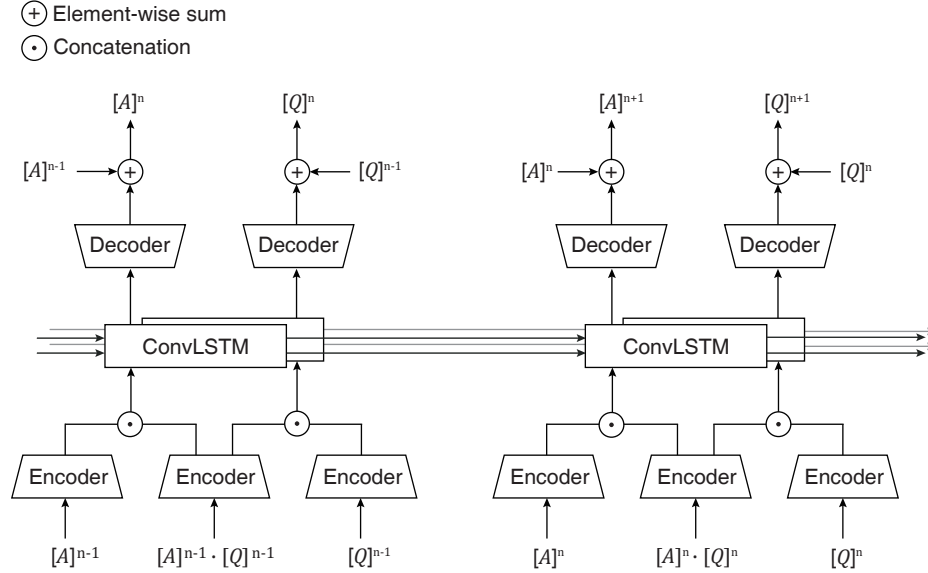 + Element-wise sum
· Concatenation
[A]ⁿ [Q]ⁿ [A]ⁿ⁺¹ [Q]ⁿ⁺¹
[A]ⁿ⁻¹ + + [Q]ⁿ⁻¹ [A]ⁿ + + [Q]ⁿ
Decoder Decoder Decoder Decoder
ConvLSTM ConvLSTM
· · · ·
Encoder Encoder Encoder Encoder Encoder Encoder
[A]ⁿ⁻¹ [A]ⁿ⁻¹ · [Q]ⁿ⁻¹ [Q]ⁿ⁻¹ [A]ⁿ [A]ⁿ · [Q]ⁿ [Q]ⁿ